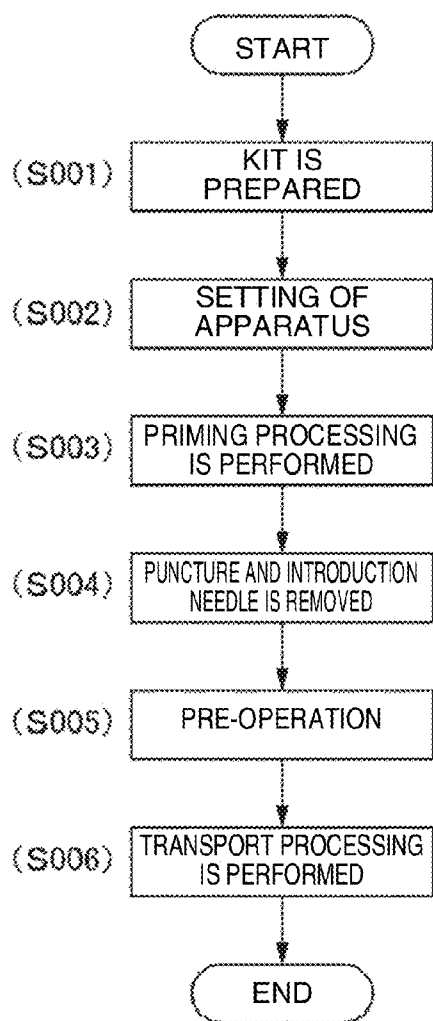 START
(S001)
KIT IS
PREPARED
(S002)
SETTING OF
APPARATUS
(S003)
PRIMING PROCESSING
IS PERFORMED
(S004)
PUNCTURE AND INTRODUCTION
NEEDLE IS REMOVED
(S005)
PRE-OPERATION
(S006)
TRANSPORT PROCESSING
IS PERFORMED
END